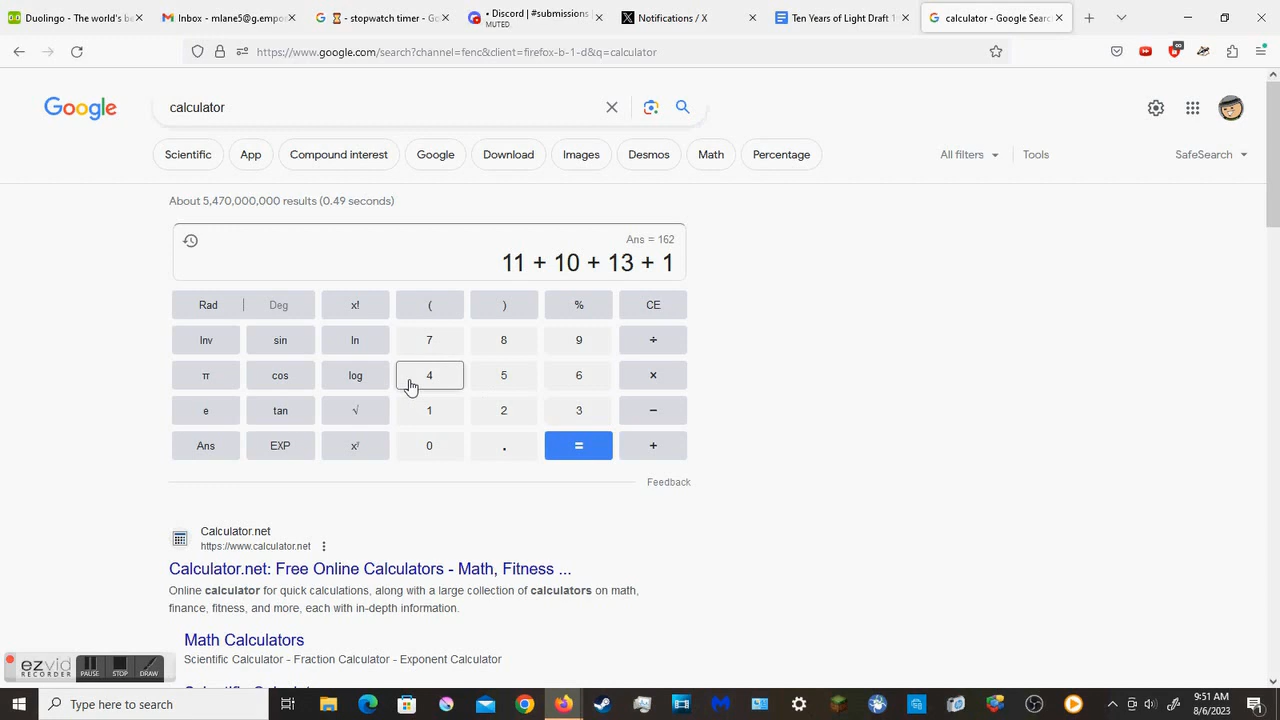 Duolingo - The world's be
Inbox - mlane5@g.empo
- stopwatch timer - Go
• Discord | #submissions
MUTED
Notifications / X
Ten Years of Light Draft 1
calculator - Google Search
https://www.google.com/search?channel=fenc&client=firefox-b-1-d&q=calculator
Google
calculator
Scientific
App
Compound interest
Google
Download
Images
Desmos
Math
Percentage
All filters
Tools
SafeSearch
About 5,470,000,000 results (0.49 seconds)
Ans = 162
11 + 10 + 13 + 1
Rad | Deg x! ( ) % CE
Inv sin ln 7 8 9 ÷
π cos log 4 5 6 ×
e tan √ 1 2 3 −
Ans EXP xʸ 0 . = +
Feedback
Calculator.net
https://www.calculator.net
Calculator.net: Free Online Calculators - Math, Fitness ...
Online calculator for quick calculations, along with a large collection of calculators on math,
finance, fitness, and more, each with in-depth information.
Math Calculators
Scientific Calculator - Fraction Calculator - Exponent Calculator
ezvid
RECORDER
PAUSE
STOP
DRAW
Type here to search
9:51 AM
8/6/2023